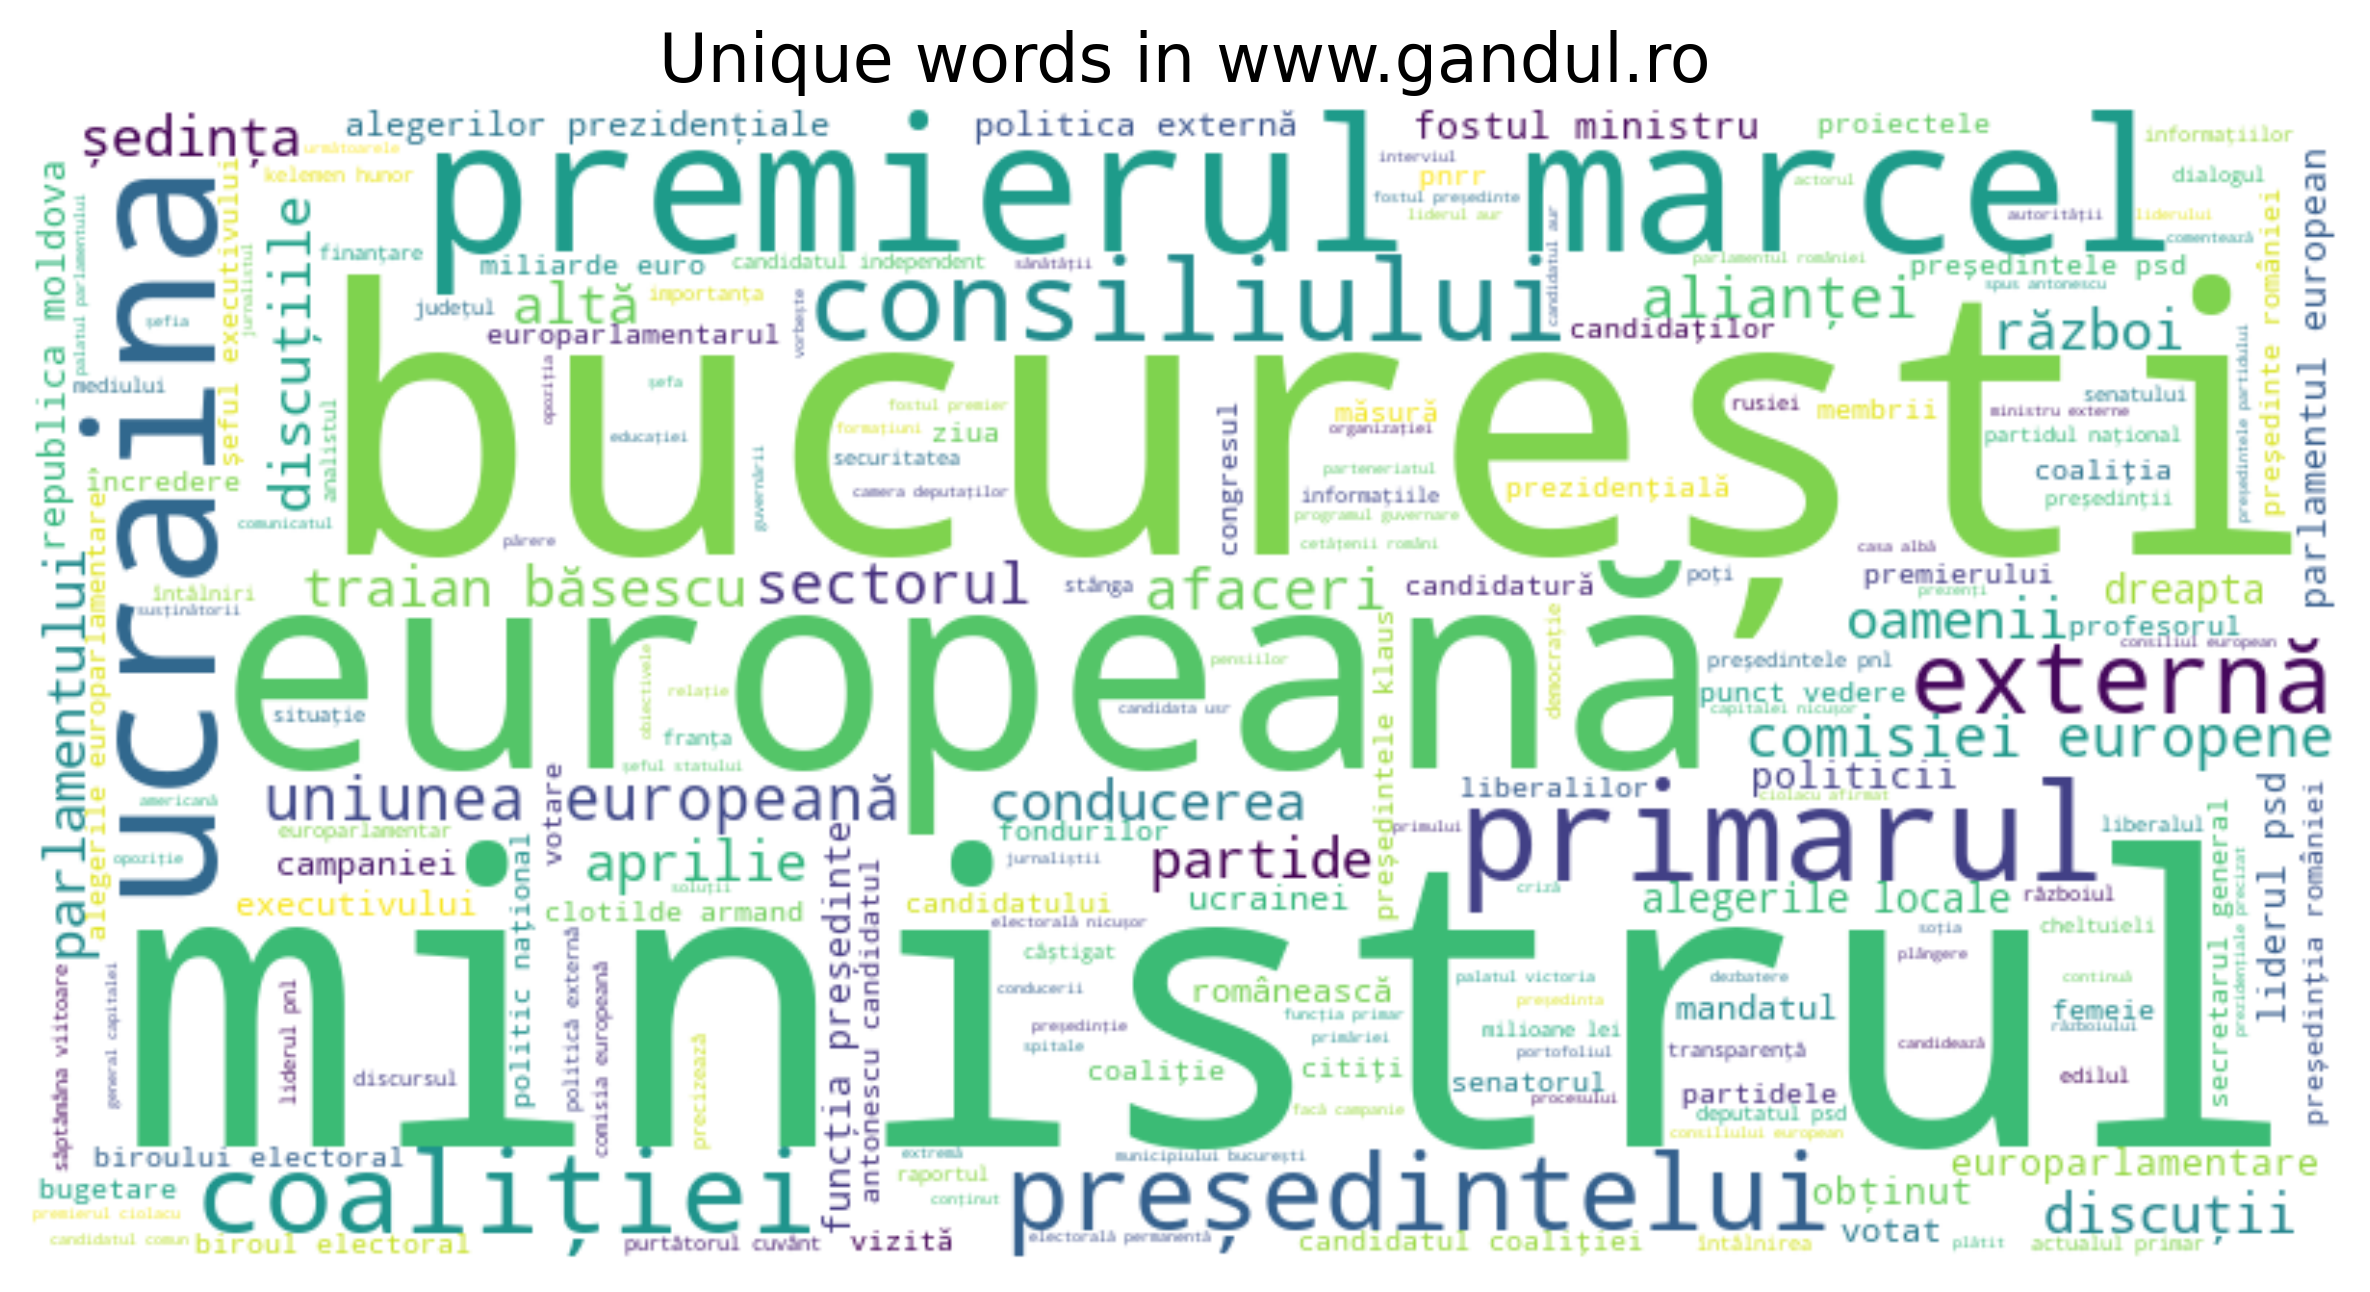 Unique words in www.gandul.ro
ședința
alegerilor prezidențiale
politica externă
fostul ministru
proiectele
informațiilor
următoarele
kelemen hunor
premierul marcel
interviul
pnrr
actorul
dialogul
fostul președinte
liderul aur
autorității
liderului
comentează
republica moldova
palatul parlamentului
ucraina
șeful executivului
jurnalistul
discuțiile
finanțare
miliarde euro
candidatul independent
sănătății
candidatul aur
parlamentul româniei
președintele psd
spus antonescu
președinte româniei
parlamentul european
județul
altă
importanța
consiliului
alianței
șefia
europarlamentarul
vorbește
candidaților
război
mediului
bucurești
opoziția
șefa
educației
fostul premier
formațiuni
ziua
securitatea
camera deputaților
guvernării
congresul
măsură
organizației
parteneriatul
informațiile
programul guvernare
cetățenii români
rusiei
membrii
prezidențială
senatului
ministru externe
partidul național
coaliția
președinții
președintele partidului
încredere
analistul
comunicatul
părere
casa albă
premierului
prezenți
dreapta
întâlniri
susținătorii
traian băsescu
sectorul
stânga
afaceri
candidatură
poți
oamenii
profesorul
consiliul european
parlamentului
alegerile europarlamentare
europeană
situație
obiectivele
relație
franța
șeful statului
pensiilor
candidata usr
președintele klaus
democrație
președintele pnl
punct vedere
capitalei nicușor
externă
comisiei europene
americană
uniunea europeană
votare
conducerea
liberalilor
politicii
ciolacu afirmat
primarul
primului
liberalul
secretarul general
liderul psd
președinția româniei
europarlamentar
opoziție
campaniei
politic național
aprilie
soluții
fondurilor
jurnaliștii
partide
criză
executivului
clotilde armand
funcția președinte
antonescu candidatul
candidatului
ucrainei
alegerile locale
războiul
electorală nicușor
soția
cheltuieli
prezidențiale precizat
ministrul
săptămâna viitoare
general capitalei
liderul pnl
discursul
politică externă
comisia europeană
precizează
câștigat
conducerii
președinție
spitale
coaliție
românească
funcția primar
primăriei
citiți
facă campanie
palatul victoria
președinta
milioane lei
portofoliul
senatorul
procesului
dezbatere
mandatul
transparență
partidele
deputatul psd
consiliului european
plângere
candidează
continuă
femeie
războiului
edilul
biroului electoral
bugetare
premierul ciolacu
candidatul comun
coaliției
biroul electoral
purtătorul cuvânt
vizită
extremă
raportul
conținut
municipiului bucurești
președintelui
electorală permanentă
candidatul coaliției
întâlnirea
obținut
votat
plătit
europarlamentare
discuții
actualul primar